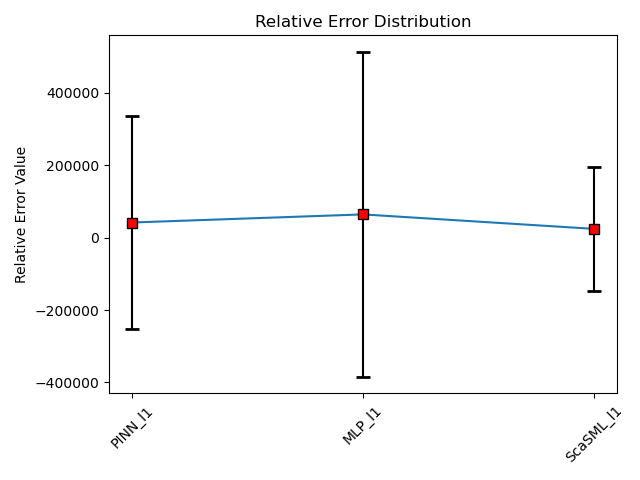 Relative Error Distribution
Relative Error Value
400000
200000
0
−200000
−400000
PINN_l1
MLP_l1
ScaSML_l1